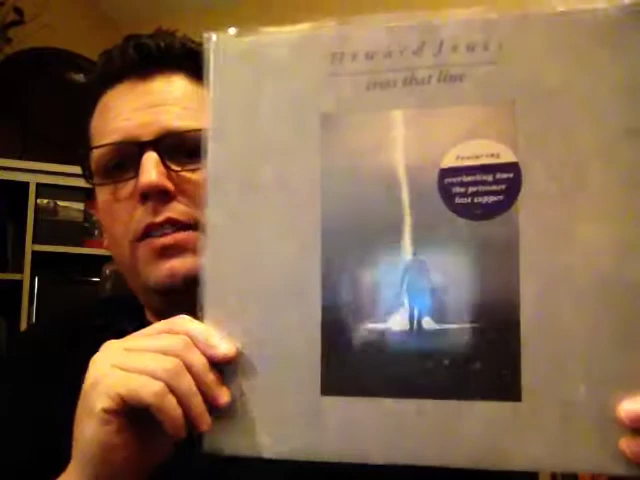 Howard Jones
cross that line
featuring
everlasting love
the prisoner
last supper